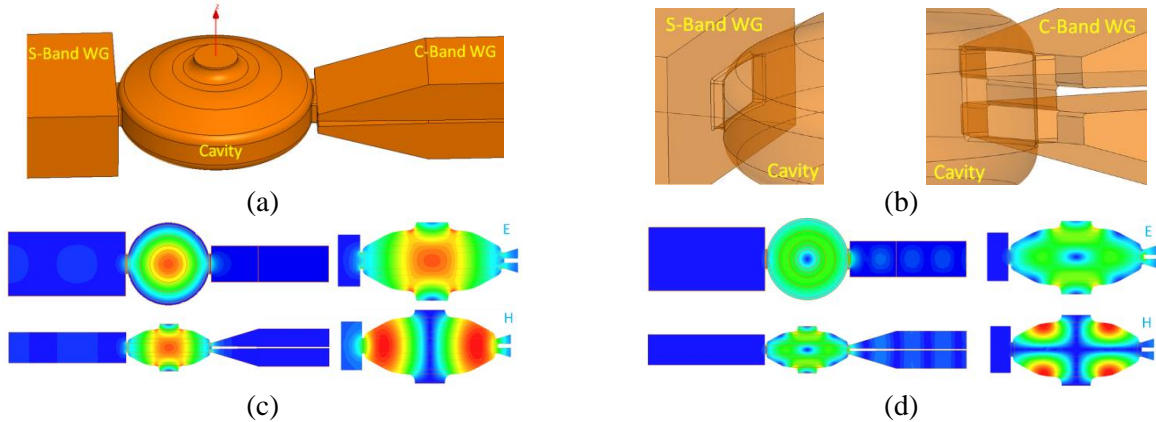 z
S-Band WG
C-Band WG
Cavity
(a)
S-Band WG
Cavity
C-Band WG
Cavity
(b)
E
H
(c)
E
H
(d)